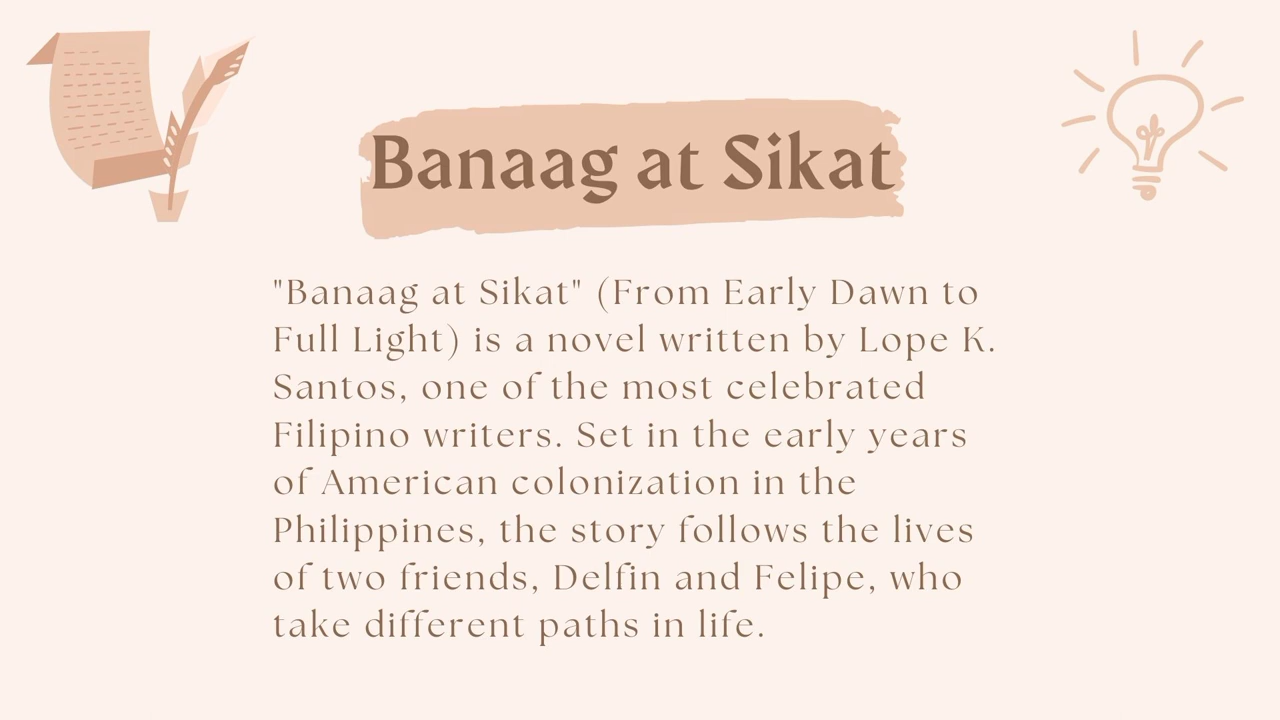 Banaag at Sikat
"Banaag at Sikat" (From Early Dawn to
Full Light) is a novel written by Lope K.
Santos, one of the most celebrated
Filipino writers. Set in the early years
of American colonization in the
Philippines, the story follows the lives
of two friends, Delfin and Felipe, who
take different paths in life.